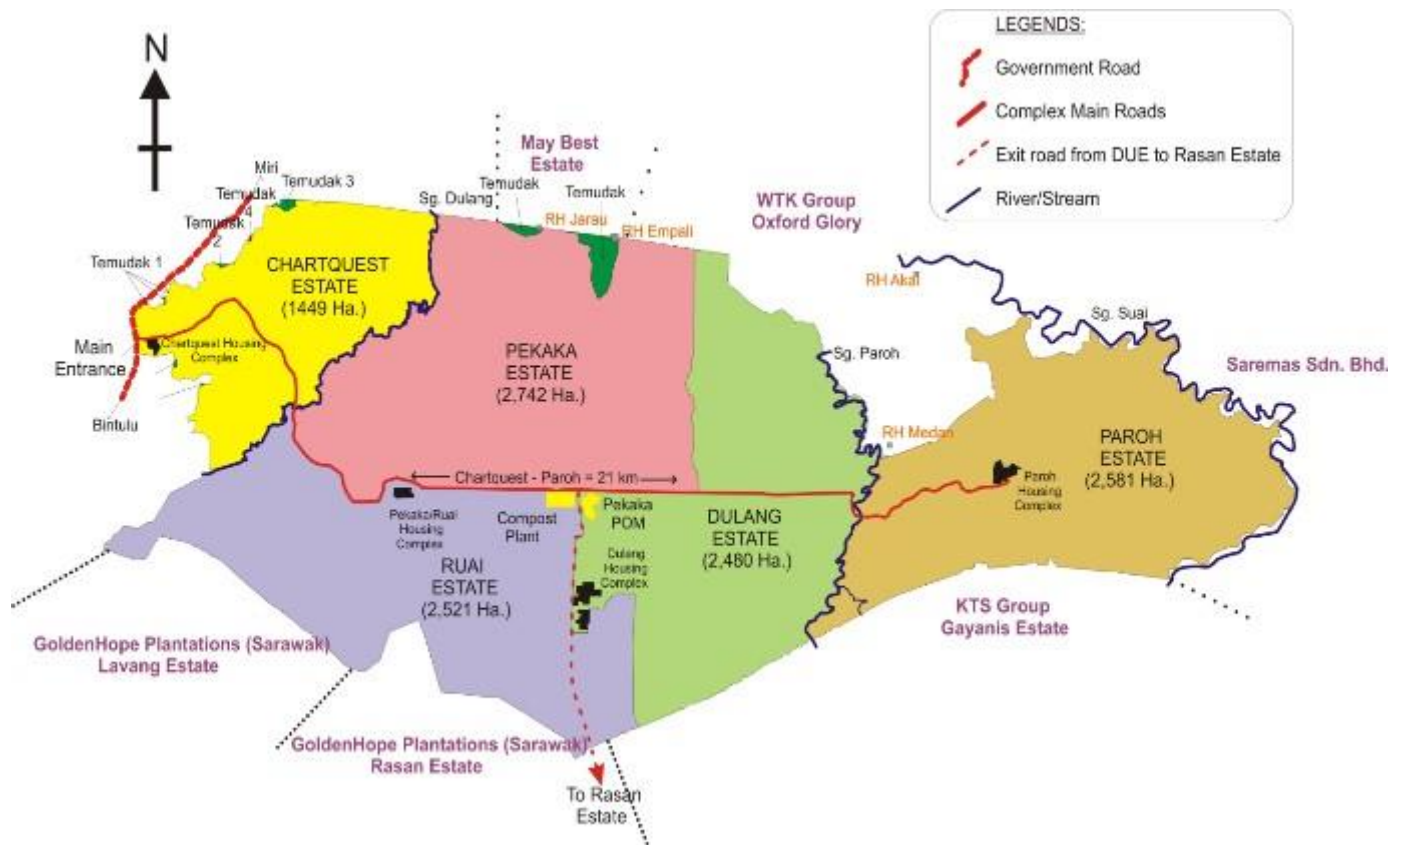 LEGENDS:
Government Road
Complex Main Roads
Exit road from DUE to Rasan Estate
River/Stream
N
May Best
Estate
Miri
Temudak 3
Temudak
4
Temudak
2
Temudak 1
Sg. Dulang
Temudak
Temudak
RH Jarau
RH Empali
WTK Group
Oxford Glory
RH Akal
Sg. Suai
CHARTQUEST
ESTATE
(1449 Ha.)
Main
Entrance
Chartquest Housing
Complex
Bintulu
PEKAKA
ESTATE
(2,742 Ha.)
Sg. Paroh
Saremas Sdn. Bhd.
RH Medan
PAROH
ESTATE
(2,581 Ha.)
Paroh
Housing
Complex
Chartquest - Paroh = 21 km
Pekaka/Ruai
Housing
Complex
Compost
Plant
Pekaka
POM
DULANG
ESTATE
(2,480 Ha.)
Dulang
Housing
Complex
RUAI
ESTATE
(2,521 Ha.)
KTS Group
Gayanis Estate
GoldenHope Plantations (Sarawak)
Lavang Estate
GoldenHope Plantations (Sarawak)
Rasan Estate
To Rasan
Estate